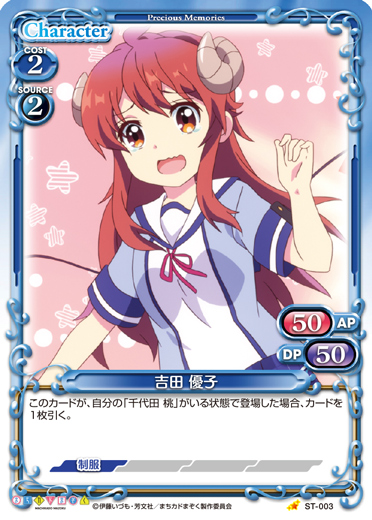 Precious Memories
Character
COST
2
SOURCE
2
50 AP
DP 50
吉田 優子
このカードが、自分の「千代田 桃」がいる状態で登場した場合、カードを
1枚引く。
制服
©伊藤いづも・芳文社／まちカドまぞく製作委員会
ST-003